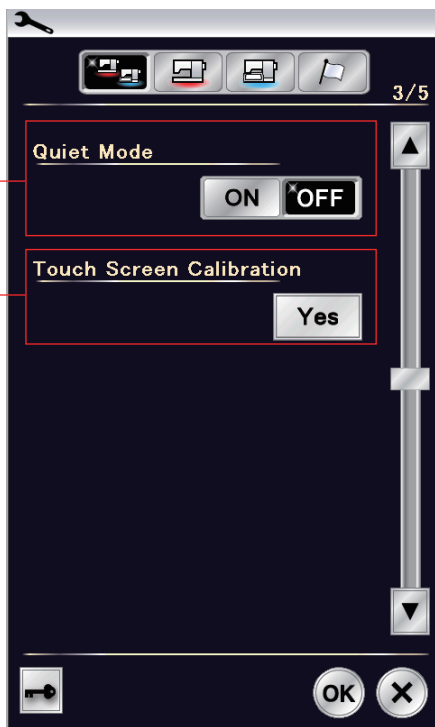 3/5
Quiet Mode
ON OFF
Touch Screen Calibration
Yes
OK